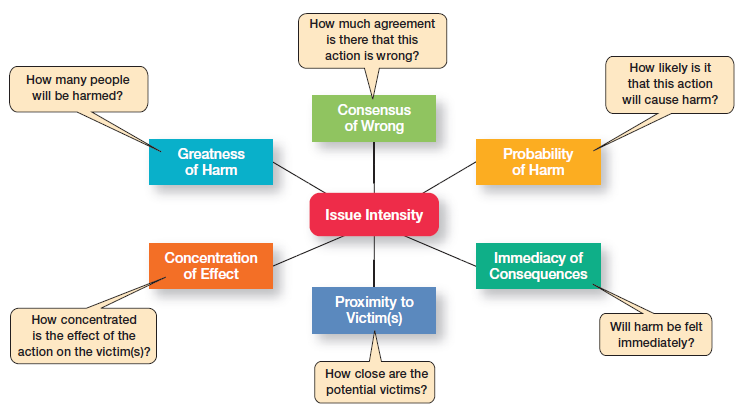 How much agreement
is there that this
action is wrong?
How many people
will be harmed?
How likely is it
that this action
will cause harm?
Consensus
of Wrong
Greatness
of Harm
Probability
of Harm
Issue Intensity
Concentration
of Effect
Immediacy of
Consequences
Proximity to
Victim(s)
How concentrated
is the effect of the
action on the victim(s)?
Will harm be felt
immediately?
How close are the
potential victims?